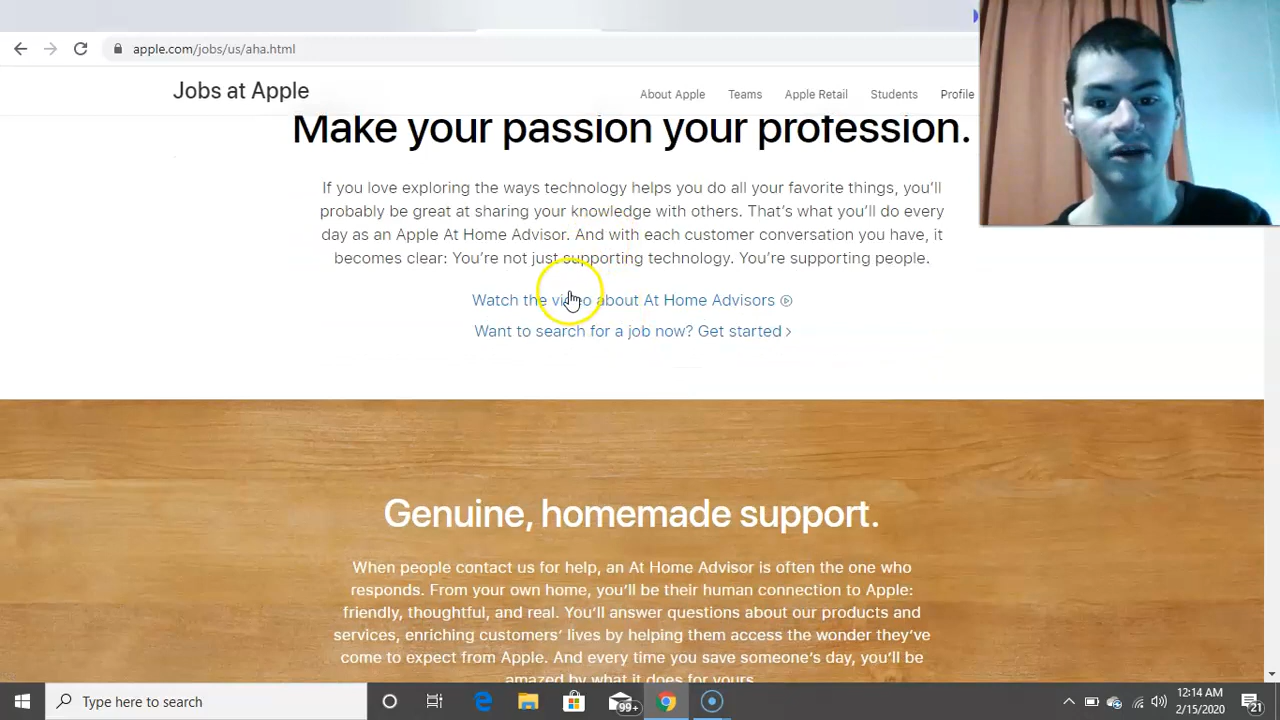 apple.com/jobs/us/aha.html
Jobs at Apple
About Apple
Teams
Apple Retail
Students
Profile
Make your passion your profession.
If you love exploring the ways technology helps you do all your favorite things, you'll
probably be great at sharing your knowledge with others. That's what you'll do every
day as an Apple At Home Advisor. And with each customer conversation you have, it
becomes clear: You're not just supporting technology. You're supporting people.
Watch the video about At Home Advisors
Want to search for a job now? Get started >
Genuine, homemade support.
When people contact us for help, an At Home Advisor is often the one who
responds. From your own home, you'll be their human connection to Apple:
friendly, thoughtful, and real. You'll answer questions about our products and
services, enriching customers' lives by helping them access the wonder they've
come to expect from Apple. And every time you save someone's day, you'll be
amazed by what it does for yours.
Type here to search
99+
12:14 AM
2/15/2020
21